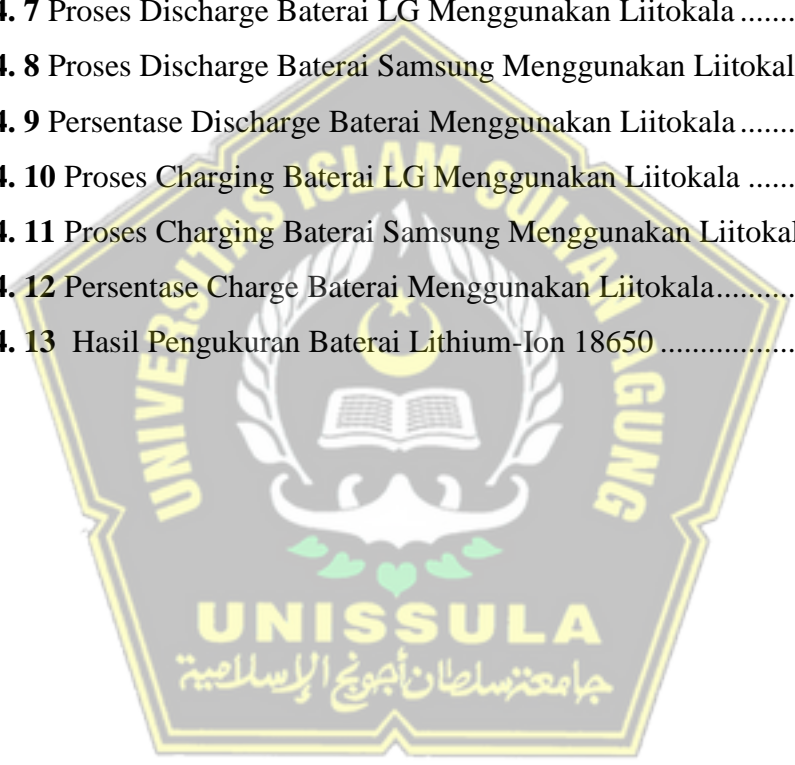 4. 7 Proses Discharge Baterai LG Menggunakan Liitokala .......
4. 8 Proses Discharge Baterai Samsung Menggunakan Liitokal
4. 9 Persentase Discharge Baterai Menggunakan Liitokala .......
4. 10 Proses Charging Baterai LG Menggunakan Liitokala ......
4. 11 Proses Charging Baterai Samsung Menggunakan Liitokal
4. 12 Persentase Charge Baterai Menggunakan Liitokala..........
4. 13 Hasil Pengukuran Baterai Lithium-Ion 18650 ..................
UNIVERSITAS ISLAM SULTAN AGUNG
UNISSULA
جامعتنسلطان أجونج الإسلامية